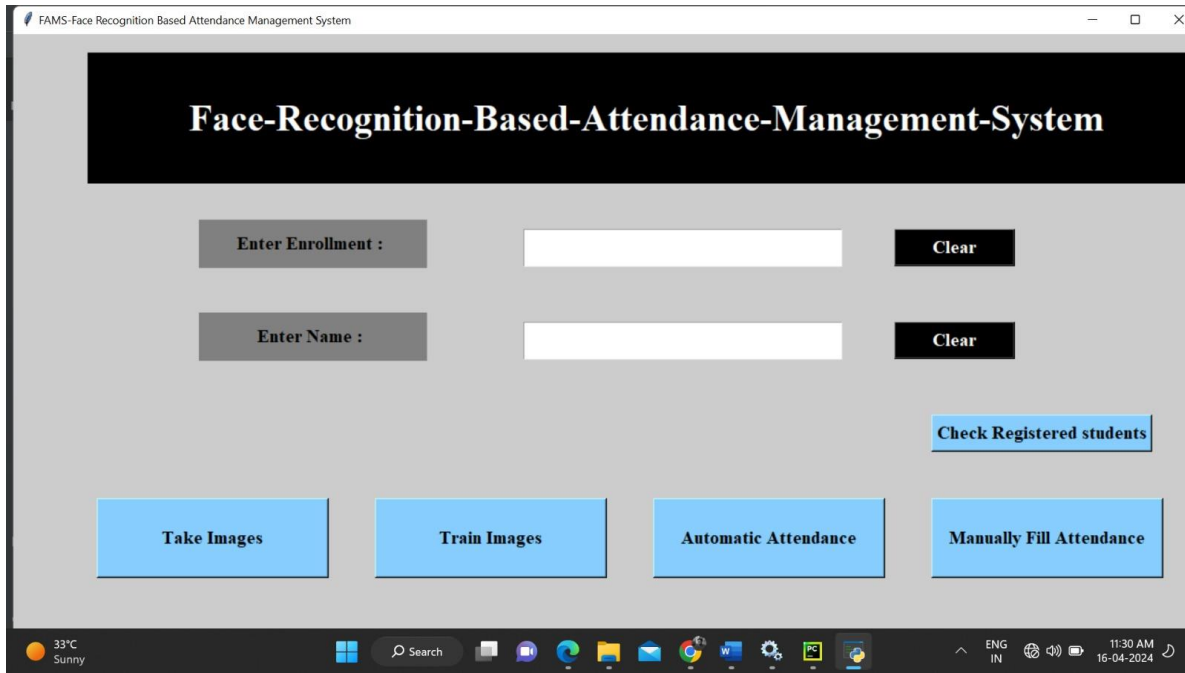 FAMS-Face Recognition Based Attendance Management System
Face-Recognition-Based-Attendance-Management-System
Enter Enrollment :
Clear
Enter Name :
Clear
Check Registered students
Take Images
Train Images
Automatic Attendance
Manually Fill Attendance
33°C
Sunny
Search
W
PC
ENG
IN
11:30 AM
16-04-2024